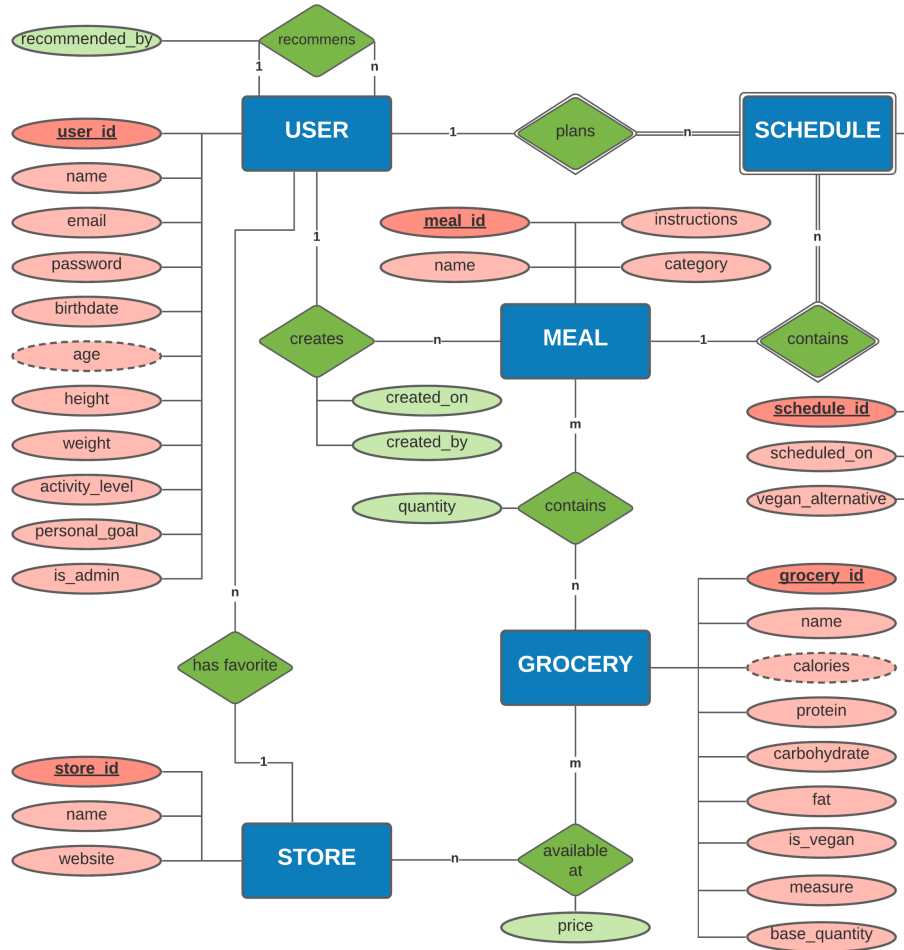 recommended_by
recommens
1
n
USER
1
plans
n
SCHEDULE
user_id
name
email
password
birthdate
age
height
weight
activity_level
personal_goal
is_admin
1
meal_id
instructions
name
category
n
creates
n
MEAL
1
contains
created_on
created_by
m
schedule_id
scheduled_on
vegan_alternative
quantity
contains
n
n
grocery_id
name
calories
protein
carbohydrate
fat
is_vegan
measure
base_quantity
has favorite
GROCERY
1
m
store_id
name
website
STORE
n
available
at
price